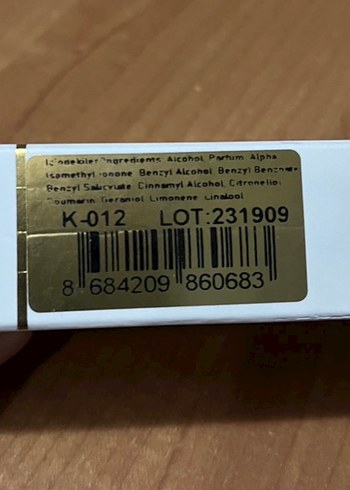 İçindekiler/Ingredients: Alcohol, Parfum, Alpha
Isomethyl Ionone, Benzyl Alcohol, Benzyl Benzoate
Benzyl Salicylate, Cinnamyl Alcohol, Citronellol
Coumarin, Geraniol, Limonene, Linalool
K-012 LOT:231909
8 684209 860683